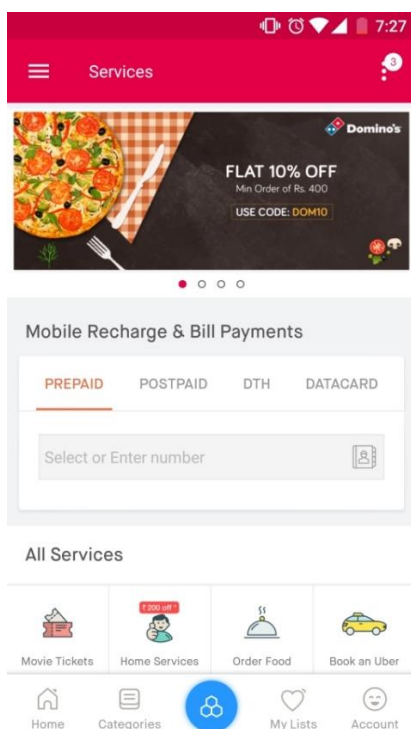 7:27
Services
3
Domino's
FLAT 10% OFF
Min Order of Rs. 400
USE CODE: DOM10
Mobile Recharge & Bill Payments
PREPAID POSTPAID DTH DATACARD
Select or Enter number
All Services
₹200 off *
Movie Tickets Home Services Order Food Book an Uber
Home Categories My Lists Account